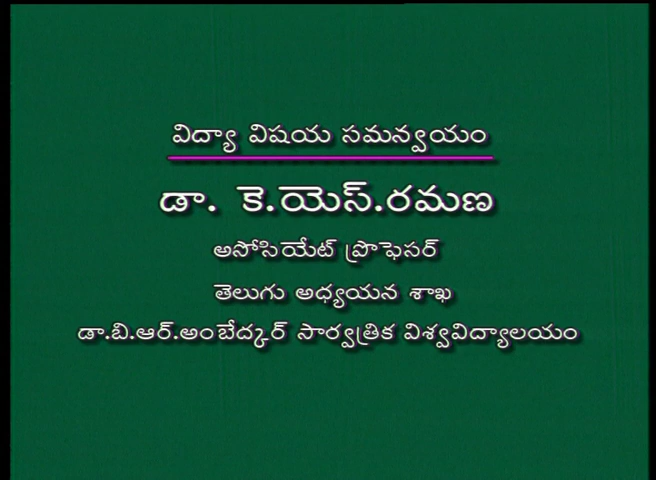 విద్యా విషయ సమన్వయం
డా. కె.యెస్.రమణ
అసోసియేట్ ప్రొఫెసర్
తెలుగు అధ్యయన శాఖ
డా.బి.ఆర్.అంబేద్కర్ సార్వత్రిక విశ్వవిద్యాలయం